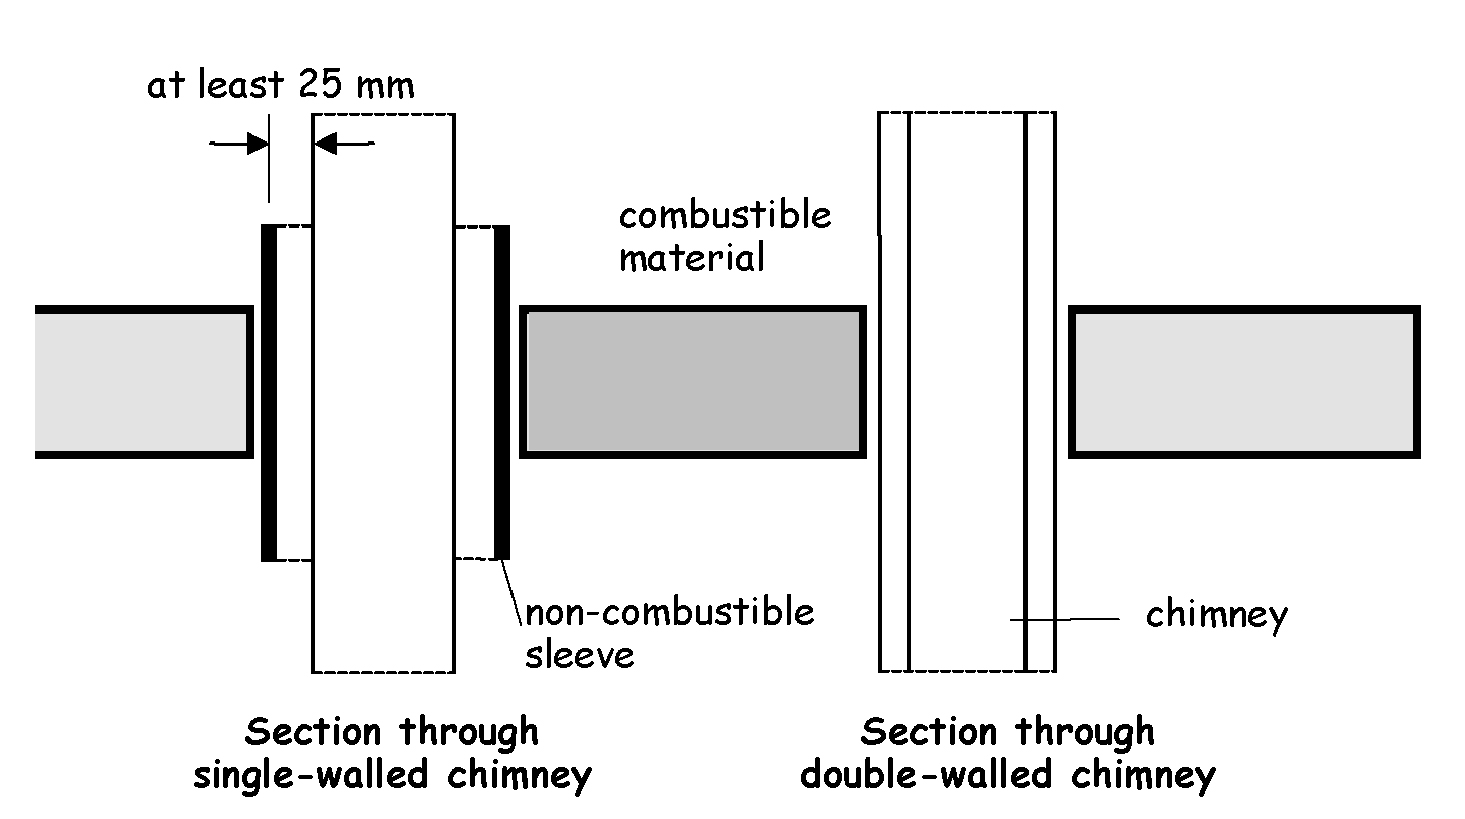 at least 25 mm
combustible
material
non-combustible
sleeve
chimney
Section through
single-walled chimney
Section through
double-walled chimney